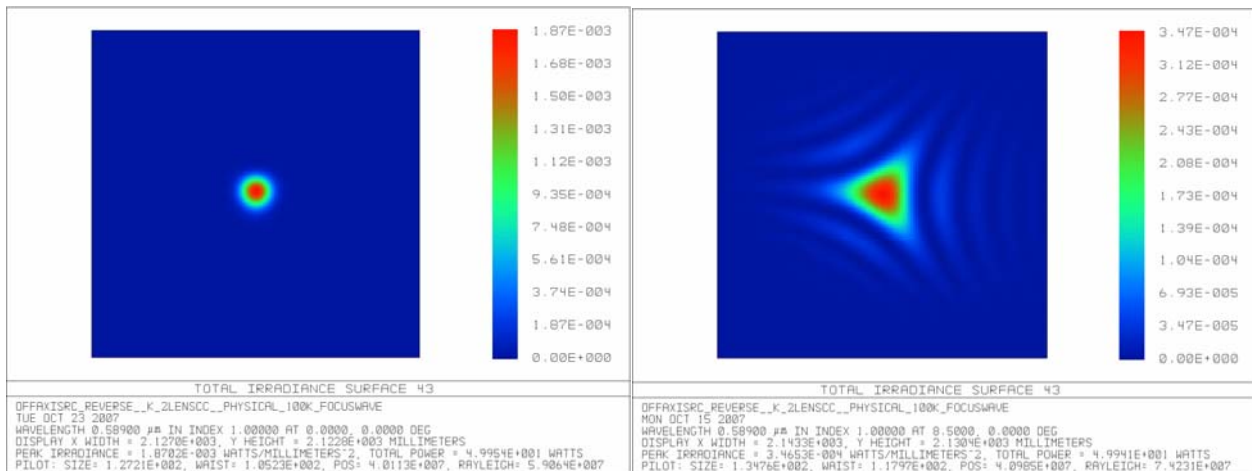 1.87E-003
1.68E-003
1.50E-003
1.31E-003
1.12E-003
9.35E-004
7.48E-004
5.61E-004
3.74E-004
1.87E-004
0.00E+000
TOTAL IRRADIANCE SURFACE 43
OFFAXISRC_REVERSE__K_2LENSCC__PHYSICAL_100K_FOCUSWAVE
TUE OCT 23 2007
WAVELENGTH 0.58900 µm IN INDEX 1.00000 AT 0.0000, 0.0000 DEG
DISPLAY X WIDTH = 2.1270E+003, Y HEIGHT = 2.1228E+003 MILLIMETERS
PEAK IRRADIANCE = 1.8702E-003 WATTS/MILLIMETERS^2, TOTAL POWER = 4.9954E+001 WATTS
PILOT: SIZE= 1.2721E+002, WAIST= 1.0523E+002, POS= 4.0113E+007, RAYLEIGH= 5.9064E+007
3.47E-004
3.12E-004
2.77E-004
2.43E-004
2.08E-004
1.73E-004
1.39E-004
1.04E-004
6.93E-005
3.47E-005
0.00E+000
TOTAL IRRADIANCE SURFACE 43
OFFAXISRC_REVERSE__K_2LENSCC__PHYSICAL_100K_FOCUSWAVE
MON OCT 15 2007
WAVELENGTH 0.58900 µm IN INDEX 1.00000 AT 8.5000, 0.0000 DEG
DISPLAY X WIDTH = 2.1433E+003, Y HEIGHT = 2.1304E+003 MILLIMETERS
PEAK IRRADIANCE = 3.4653E-004 WATTS/MILLIMETERS^2, TOTAL POWER = 4.9941E+001 WATTS
PILOT: SIZE= 1.3476E+002, WAIST= 1.1797E+002, POS= 4.0985E+007, RAYLEIGH= 7.4231E+007